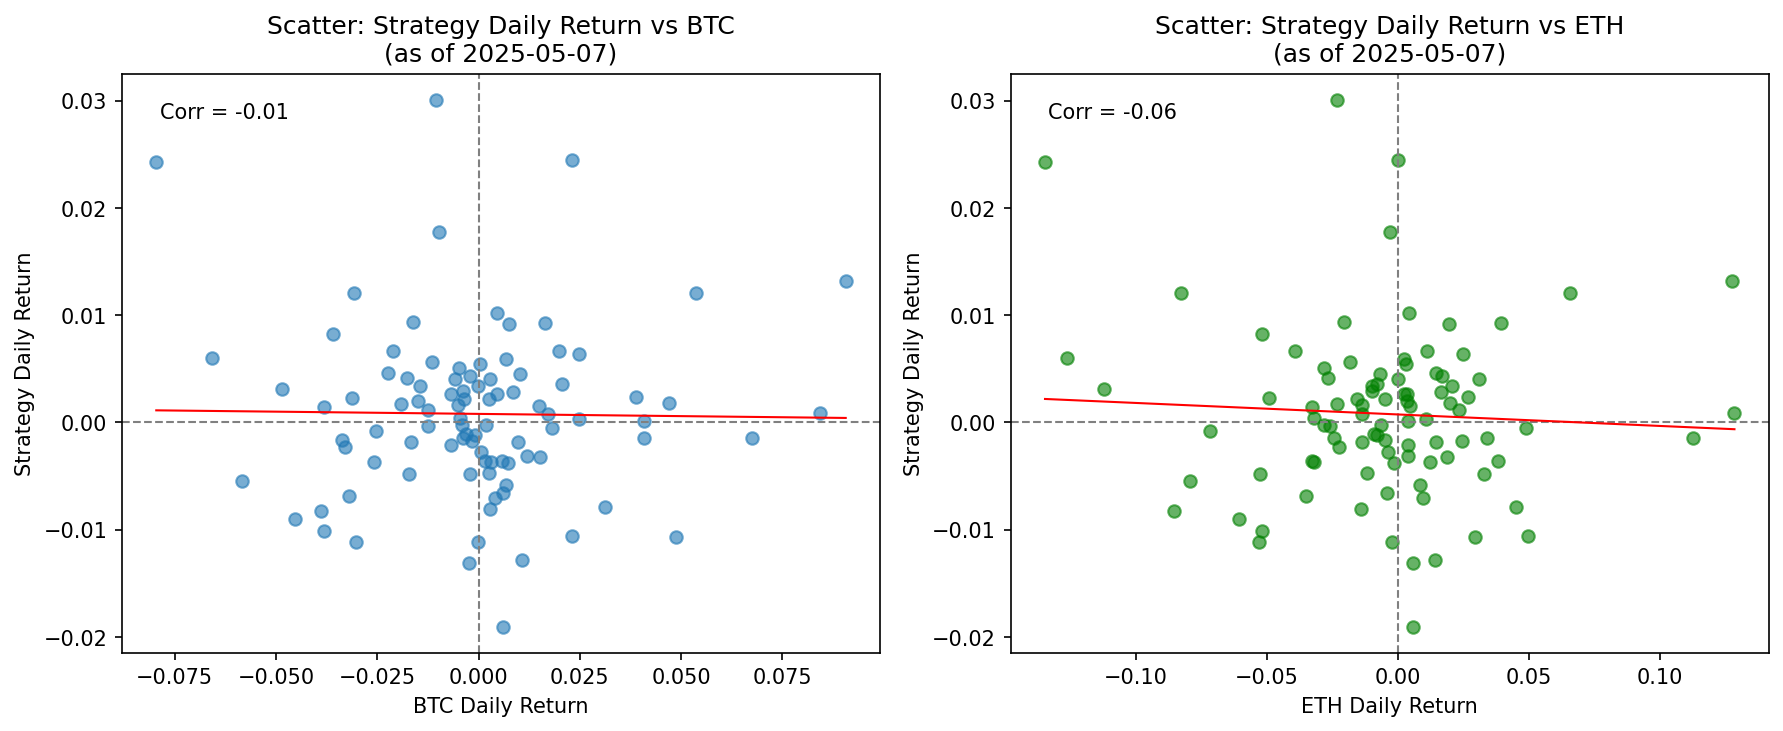 Scatter: Strategy Daily Return vs BTC
(as of 2025-05-07)
Corr = -0.01
0.03
0.02
0.01
0.00
−0.01
−0.02
Strategy Daily Return
−0.075 −0.050 −0.025 0.000 0.025 0.050 0.075
BTC Daily Return
Scatter: Strategy Daily Return vs ETH
(as of 2025-05-07)
Corr = -0.06
0.03
0.02
0.01
0.00
−0.01
−0.02
Strategy Daily Return
−0.10 −0.05 0.00 0.05 0.10
ETH Daily Return